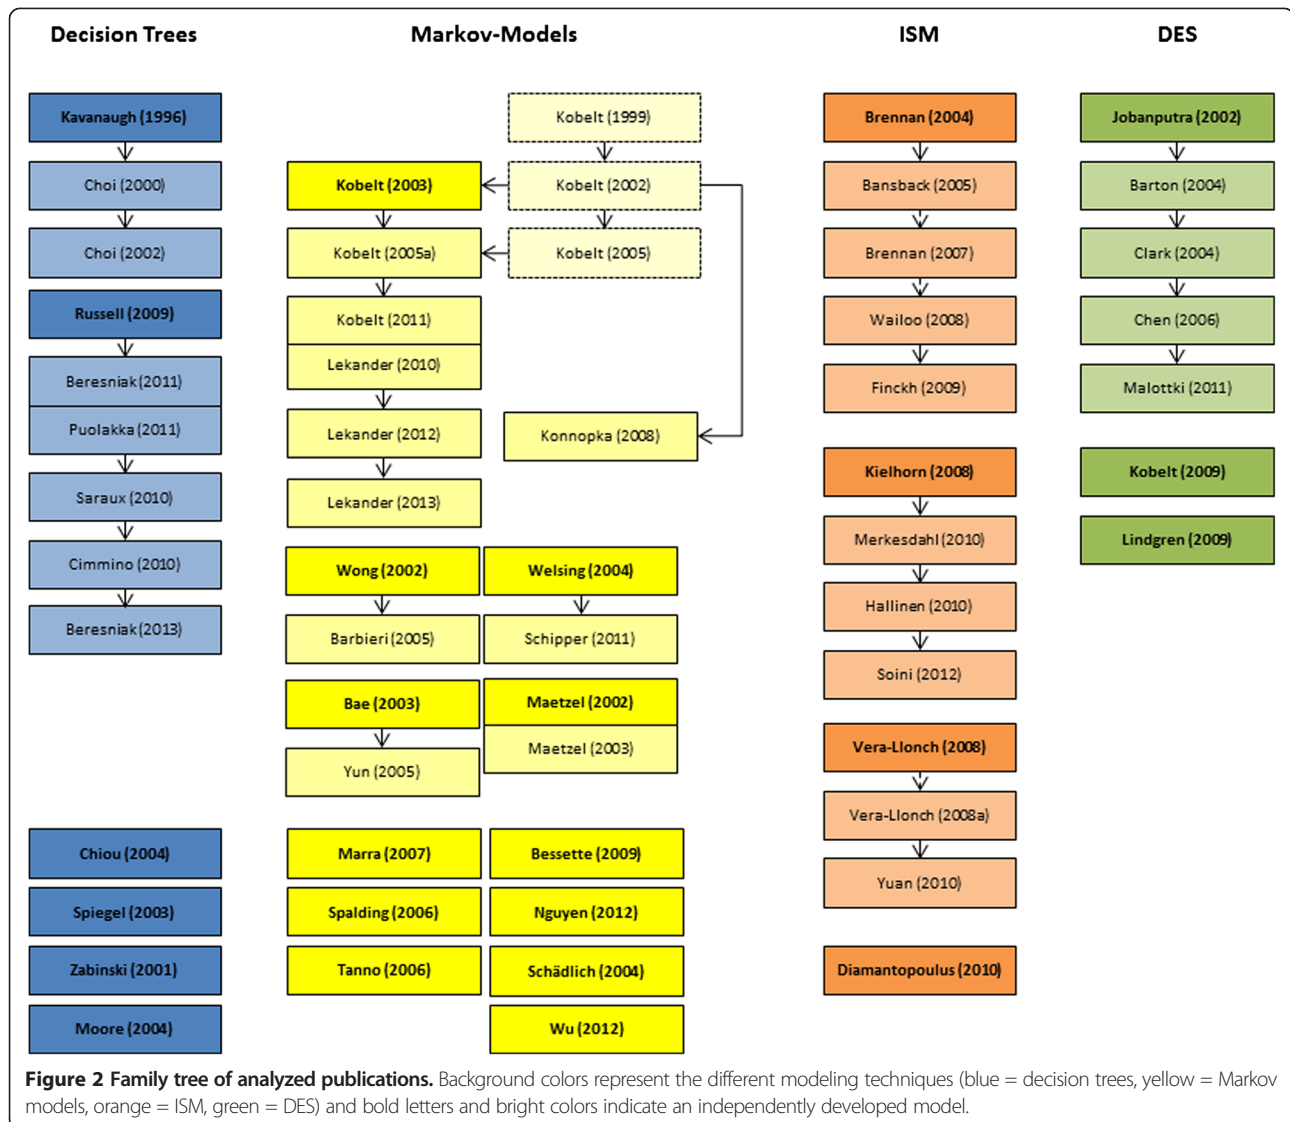 Decision Trees
Kavanaugh (1996)
Choi (2000)
Choi (2002)
Russell (2009)
Beresniak (2011)
Puolakka (2011)
Saraux (2010)
Cimmino (2010)
Beresniak (2013)
Chiou (2004)
Spiegel (2003)
Zabinski (2001)
Moore (2004)
Markov-Models
Kobelt (1999)
Kobelt (2003)
Kobelt (2002)
Kobelt (2005a)
Kobelt (2005)
Kobelt (2011)
Lekander (2010)
Lekander (2012)
Konnopka (2008)
Lekander (2013)
Wong (2002)
Welsing (2004)
Barbieri (2005)
Schipper (2011)
Bae (2003)
Maetzel (2002)
Maetzel (2003)
Yun (2005)
Marra (2007)
Bessette (2009)
Spalding (2006)
Nguyen (2012)
Tanno (2006)
Schädlich (2004)
Wu (2012)
ISM
Brennan (2004)
Bansback (2005)
Brennan (2007)
Wailoo (2008)
Finckh (2009)
Kielhorn (2008)
Merkesdahl (2010)
Hallinen (2010)
Soini (2012)
Vera-Llonch (2008)
Vera-Llonch (2008a)
Yuan (2010)
Diamantopoulus (2010)
DES
Jobanputra (2002)
Barton (2004)
Clark (2004)
Chen (2006)
Malottki (2011)
Kobelt (2009)
Lindgren (2009)
Figure 2 Family tree of analyzed publications. Background colors represent the different modeling techniques (blue = decision trees, yellow = Markov
models, orange = ISM, green = DES) and bold letters and bright colors indicate an independently developed model.